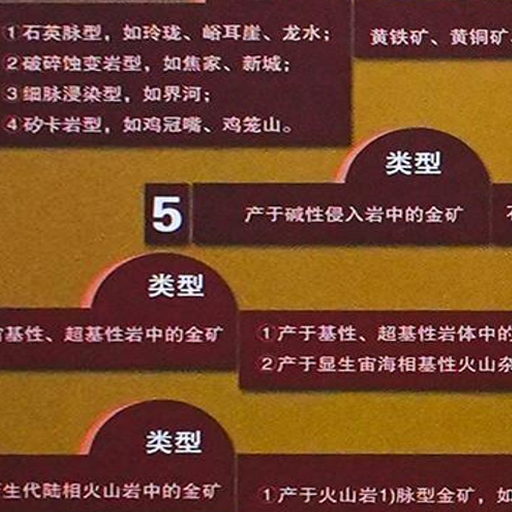 ①石英脉型，如玲珑、峪耳崖、龙水；
②破碎蚀变岩型，如焦家、新城；
③细脉浸染型，如界河；
④矽卡岩型，如鸡冠嘴、鸡笼山。
黄铁矿、黄铜矿、
类型
5
产于碱性侵入岩中的金矿
类型
基性、超基性岩中的金矿
①产于基性、超基性岩体中的
②产于显生宙海相基性火山杂
类型
生代陆相火山岩中的金矿
①产于火山岩1)脉型金矿，如